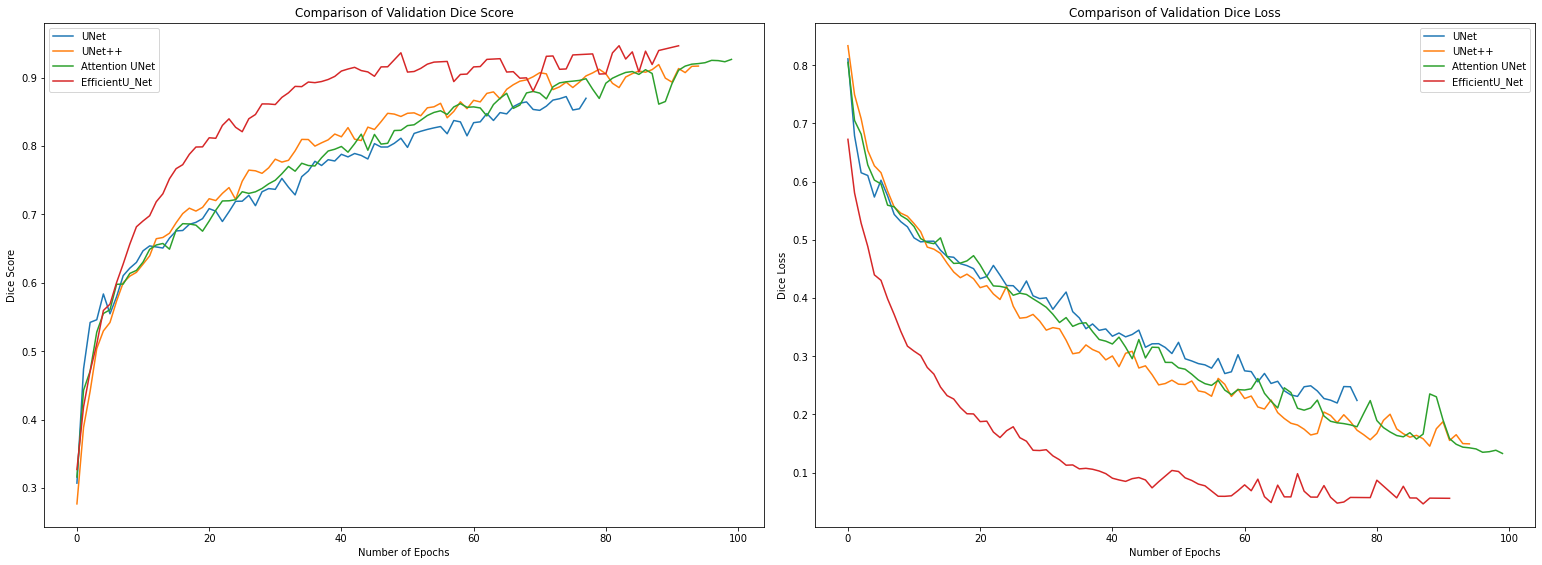 Comparison of Validation Dice Score
UNet
UNet++
Attention UNet
EfficientU_Net
Dice Score
0.9
0.8
0.7
0.6
0.5
0.4
0.3
0
20
40
60
80
100
Number of Epochs
Comparison of Validation Dice Loss
UNet
UNet++
Attention UNet
EfficientU_Net
Dice Loss
0.8
0.7
0.6
0.5
0.4
0.3
0.2
0.1
0
20
40
60
80
100
Number of Epochs